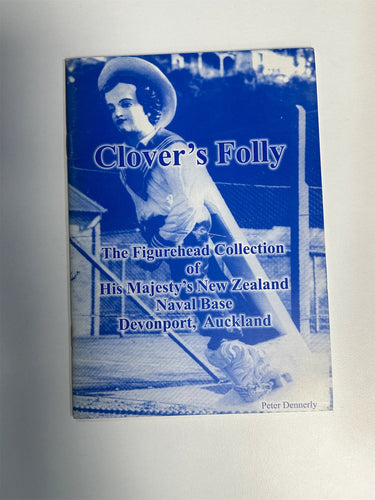 Clover's Folly
The Figurehead Collection
of
His Majesty's New Zealand
Naval Base
Devonport, Auckland
Peter Dennerly